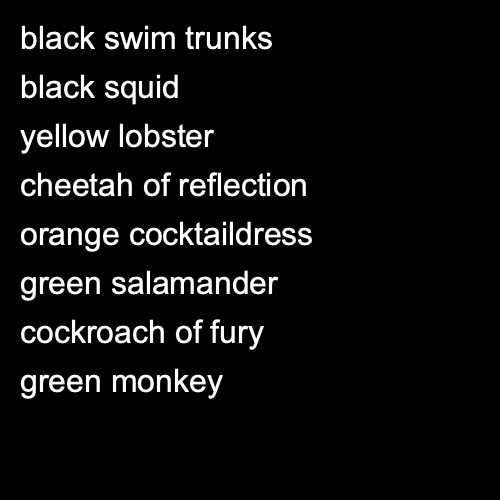 black swim trunks
black squid
yellow lobster
cheetah of reflection
orange cocktaildress
green salamander
cockroach of fury
green monkey